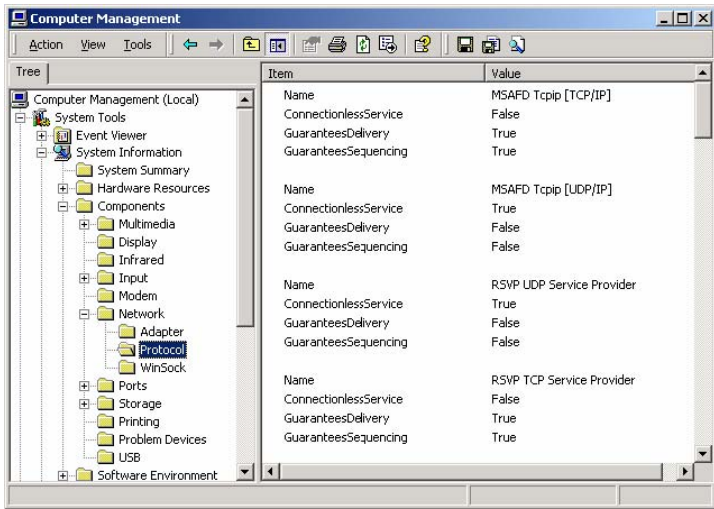 Computer Management
Action View Tools
Tree
Computer Management (Local)
System Tools
Event Viewer
System Information
System Summary
Hardware Resources
Components
Multimedia
Display
Infrared
Input
Modem
Network
Adapter
Protocol
WinSock
Ports
Storage
Printing
Problem Devices
USB
Software Environment
Item Value
Name MSAFD Tcpip [TCP/IP]
ConnectionlessService False
GuaranteesDelivery True
GuaranteesSequencing True
Name MSAFD Tcpip [UDP/IP]
ConnectionlessService True
GuaranteesDelivery False
GuaranteesSequencing False
Name RSVP UDP Service Provider
ConnectionlessService True
GuaranteesDelivery False
GuaranteesSequencing False
Name RSVP TCP Service Provider
ConnectionlessService False
GuaranteesDelivery True
GuaranteesSequencing True